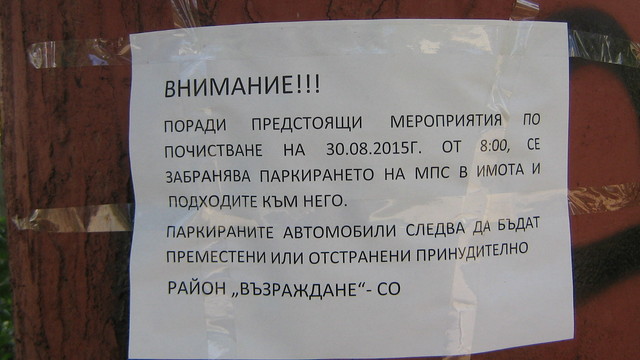 ВНИМАНИЕ!!!
ПОРАДИ ПРЕДСТОЯЩИ МЕРОПРИЯТИЯ ПО
ПОЧИСТВАНЕ НА 30.08.2015Г. ОТ 8:00, СЕ
ЗАБРАНЯВА ПАРКИРАНЕТО НА МПС В ИМОТА И
ПОДХОДИТЕ КЪМ НЕГО.
ПАРКИРАНИТЕ АВТОМОБИЛИ СЛЕДВА ДА БЪДАТ
ПРЕМЕСТЕНИ ИЛИ ОТСТРАНЕНИ ПРИНУДИТЕЛНО
РАЙОН „ВЪЗРАЖДАНЕ“- СО